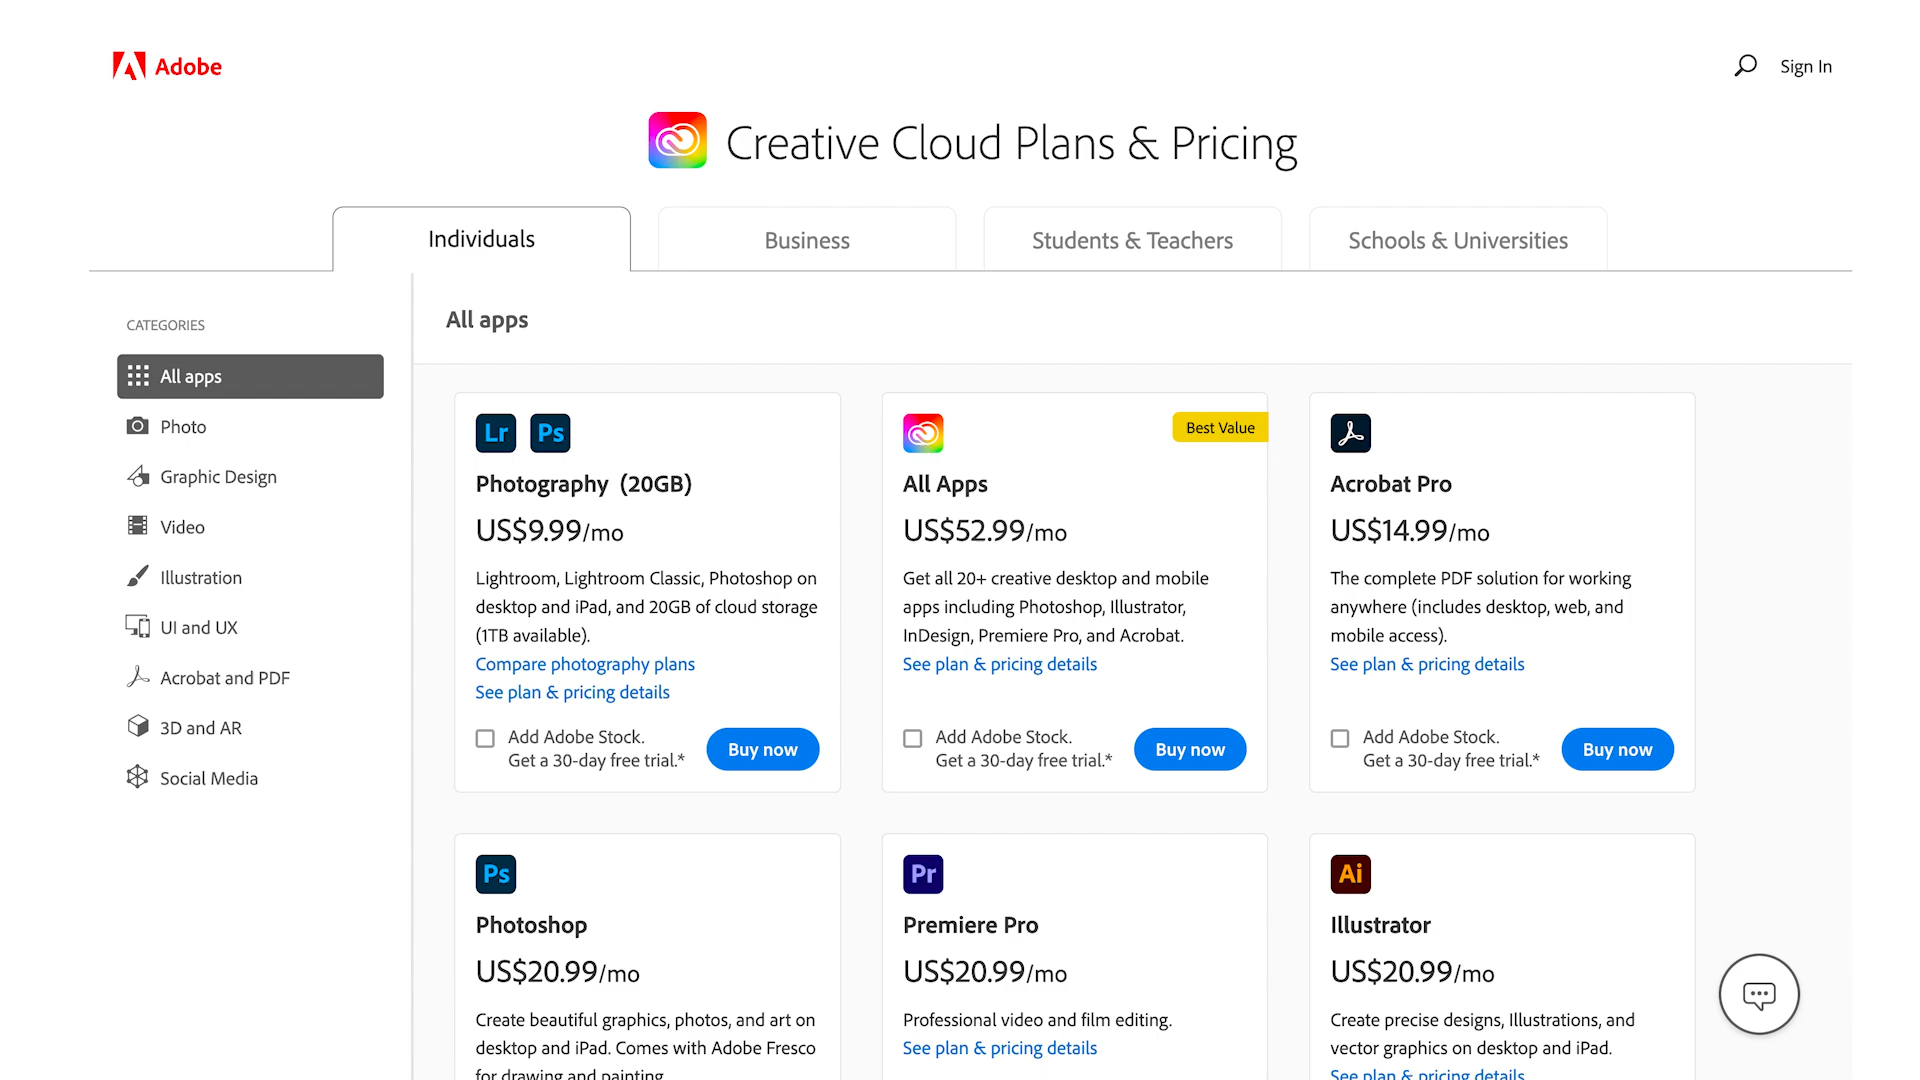 Adobe
Sign In
Creative Cloud Plans & Pricing
Individuals
Business
Students & Teachers
Schools & Universities
CATEGORIES
All apps
Photo
Graphic Design
Video
Illustration
UI and UX
Acrobat and PDF
3D and AR
Social Media
All apps
Lr Ps
Photography (20GB)
US$9.99/mo
Lightroom, Lightroom Classic, Photoshop on
desktop and iPad, and 20GB of cloud storage
(1TB available).
Compare photography plans
See plan & pricing details
Add Adobe Stock.
Get a 30-day free trial.*
Buy now
Best Value
All Apps
US$52.99/mo
Get all 20+ creative desktop and mobile
apps including Photoshop, Illustrator,
InDesign, Premiere Pro, and Acrobat.
See plan & pricing details
Add Adobe Stock.
Get a 30-day free trial.*
Buy now
Acrobat Pro
US$14.99/mo
The complete PDF solution for working
anywhere (includes desktop, web, and
mobile access).
See plan & pricing details
Add Adobe Stock.
Get a 30-day free trial.*
Buy now
Ps
Photoshop
US$20.99/mo
Create beautiful graphics, photos, and art on
desktop and iPad. Comes with Adobe Fresco
for drawing and painting.
Pr
Premiere Pro
US$20.99/mo
Professional video and film editing.
See plan & pricing details
Ai
Illustrator
US$20.99/mo
Create precise designs, Illustrations, and
vector graphics on desktop and iPad.
See plan & pricing details